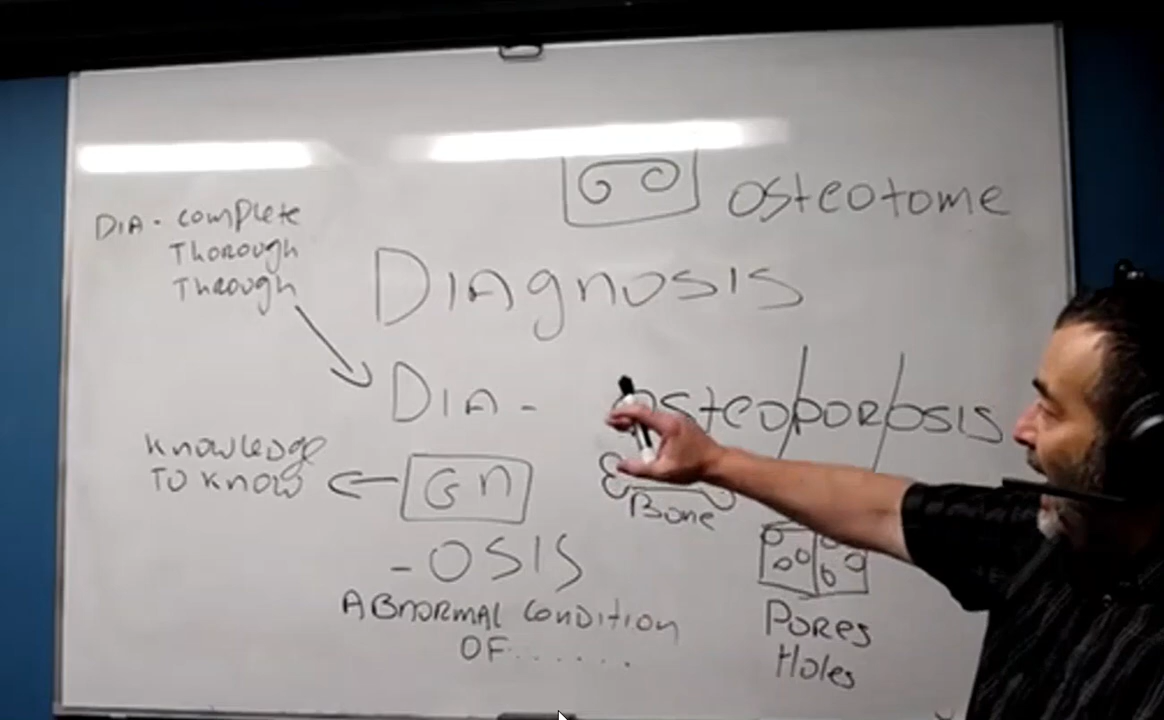 osteotome
DIA - complete
Thorough
Through
Diagnosis
DIA -
osteo/por/osis
Knowledge
To Know
Gn
Bone
- OSIS
Abnormal Condition
OF.......
Pores
Holes